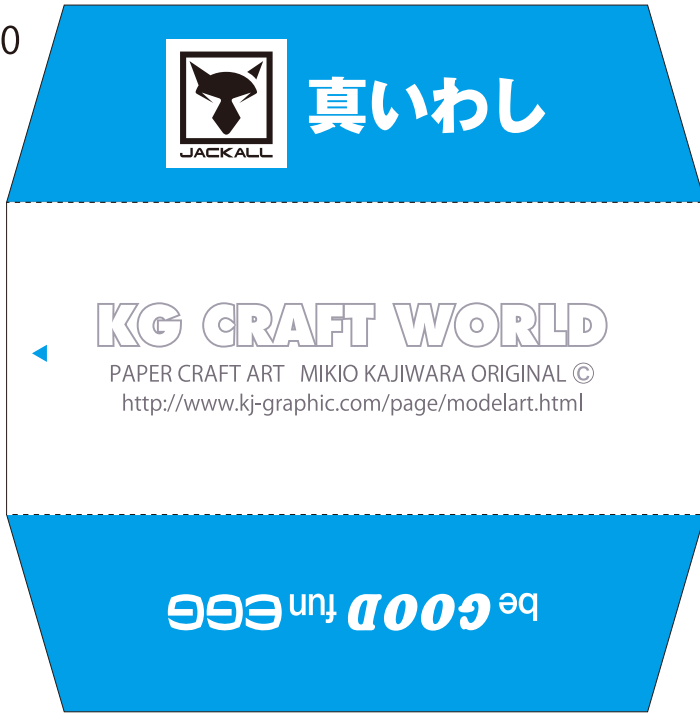 0
真いわし
JACKALL
KG CRAFT WORLD
PAPER CRAFT ART MIKIO KAJIWARA ORIGINAL ©
http://www.kj-graphic.com/page/modelart.html
be GOOD fun EGG